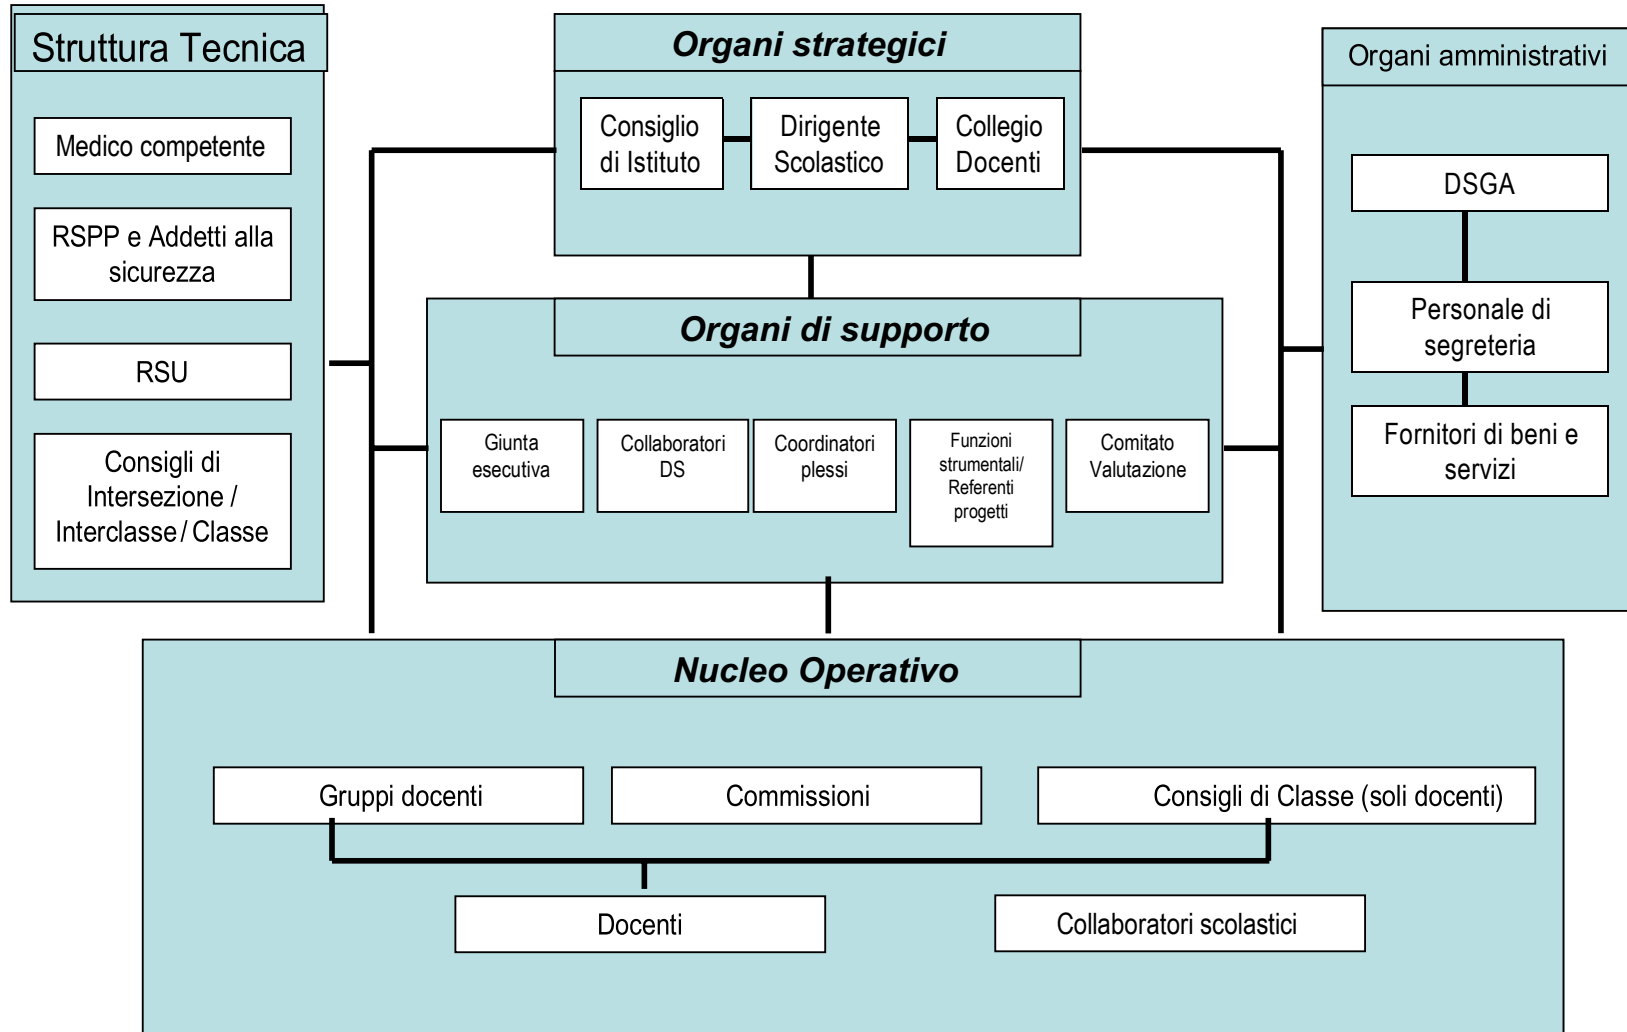 Struttura Tecnica
Medico competente
RSPP e Addetti alla
sicurezza
RSU
Consigli di
Intersezione /
Interclasse / Classe
Organi strategici
Consiglio
di Istituto
Dirigente
Scolastico
Collegio
Docenti
Organi di supporto
Giunta
esecutiva
Collaboratori
DS
Coordinatori
plessi
Funzioni
strumentali/
Referenti
progetti
Comitato
Valutazione
Organi amministrativi
DSGA
Personale di
segreteria
Fornitori di beni e
servizi
Nucleo Operativo
Gruppi docenti
Commissioni
Consigli di Classe (soli docenti)
Docenti
Collaboratori scolastici